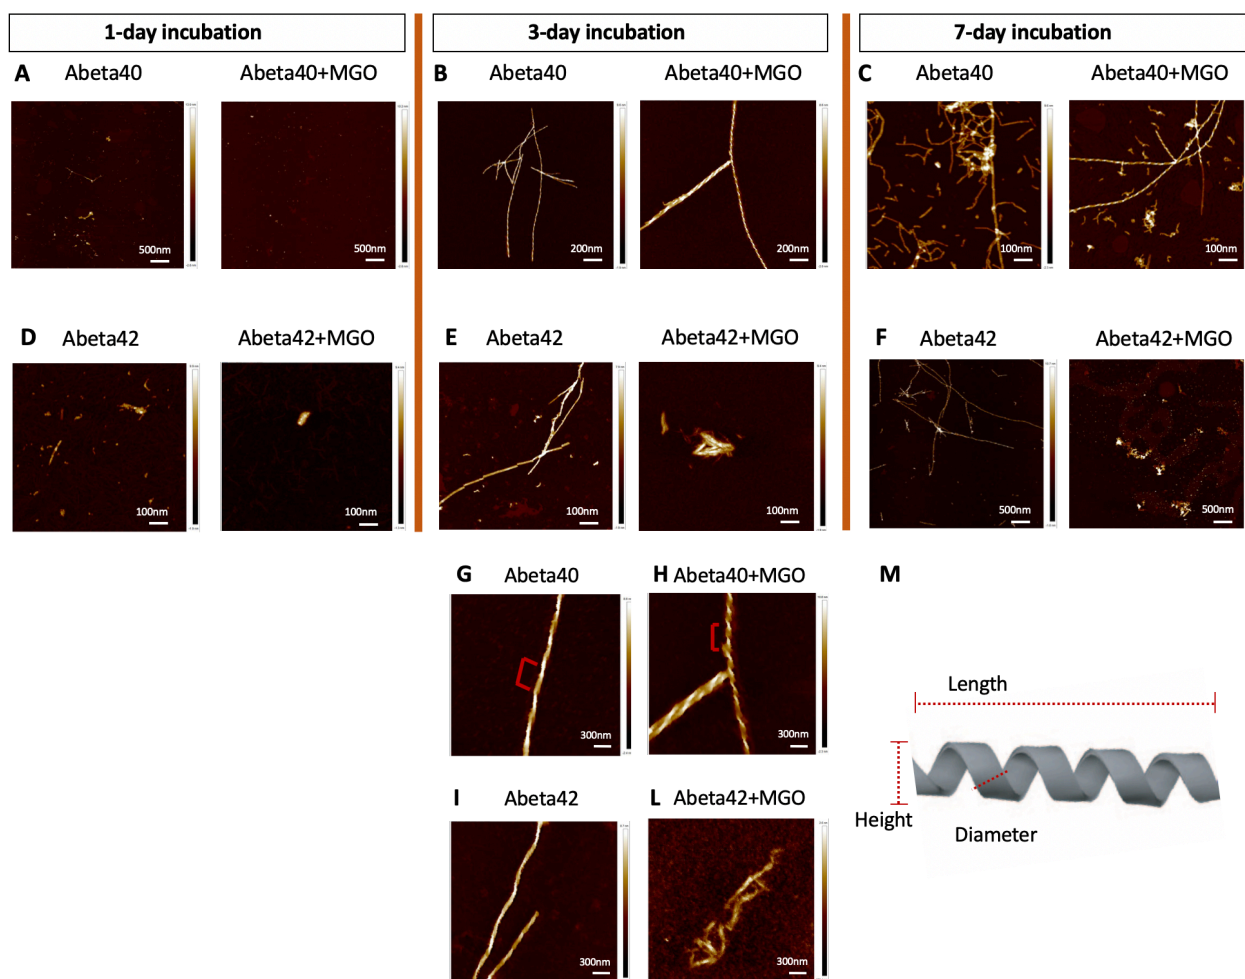 1-day incubation
3-day incubation
7-day incubation
A Abeta40 Abeta40+MGO
B Abeta40 Abeta40+MGO
C Abeta40 Abeta40+MGO
500nm
500nm
200nm
200nm
100nm
100nm
D Abeta42 Abeta42+MGO
E Abeta42 Abeta42+MGO
F Abeta42 Abeta42+MGO
100nm
100nm
100nm
100nm
500nm
500nm
G Abeta40
H Abeta40+MGO
M
300nm
300nm
Length
Height
Diameter
I Abeta42
L Abeta42+MGO
300nm
300nm